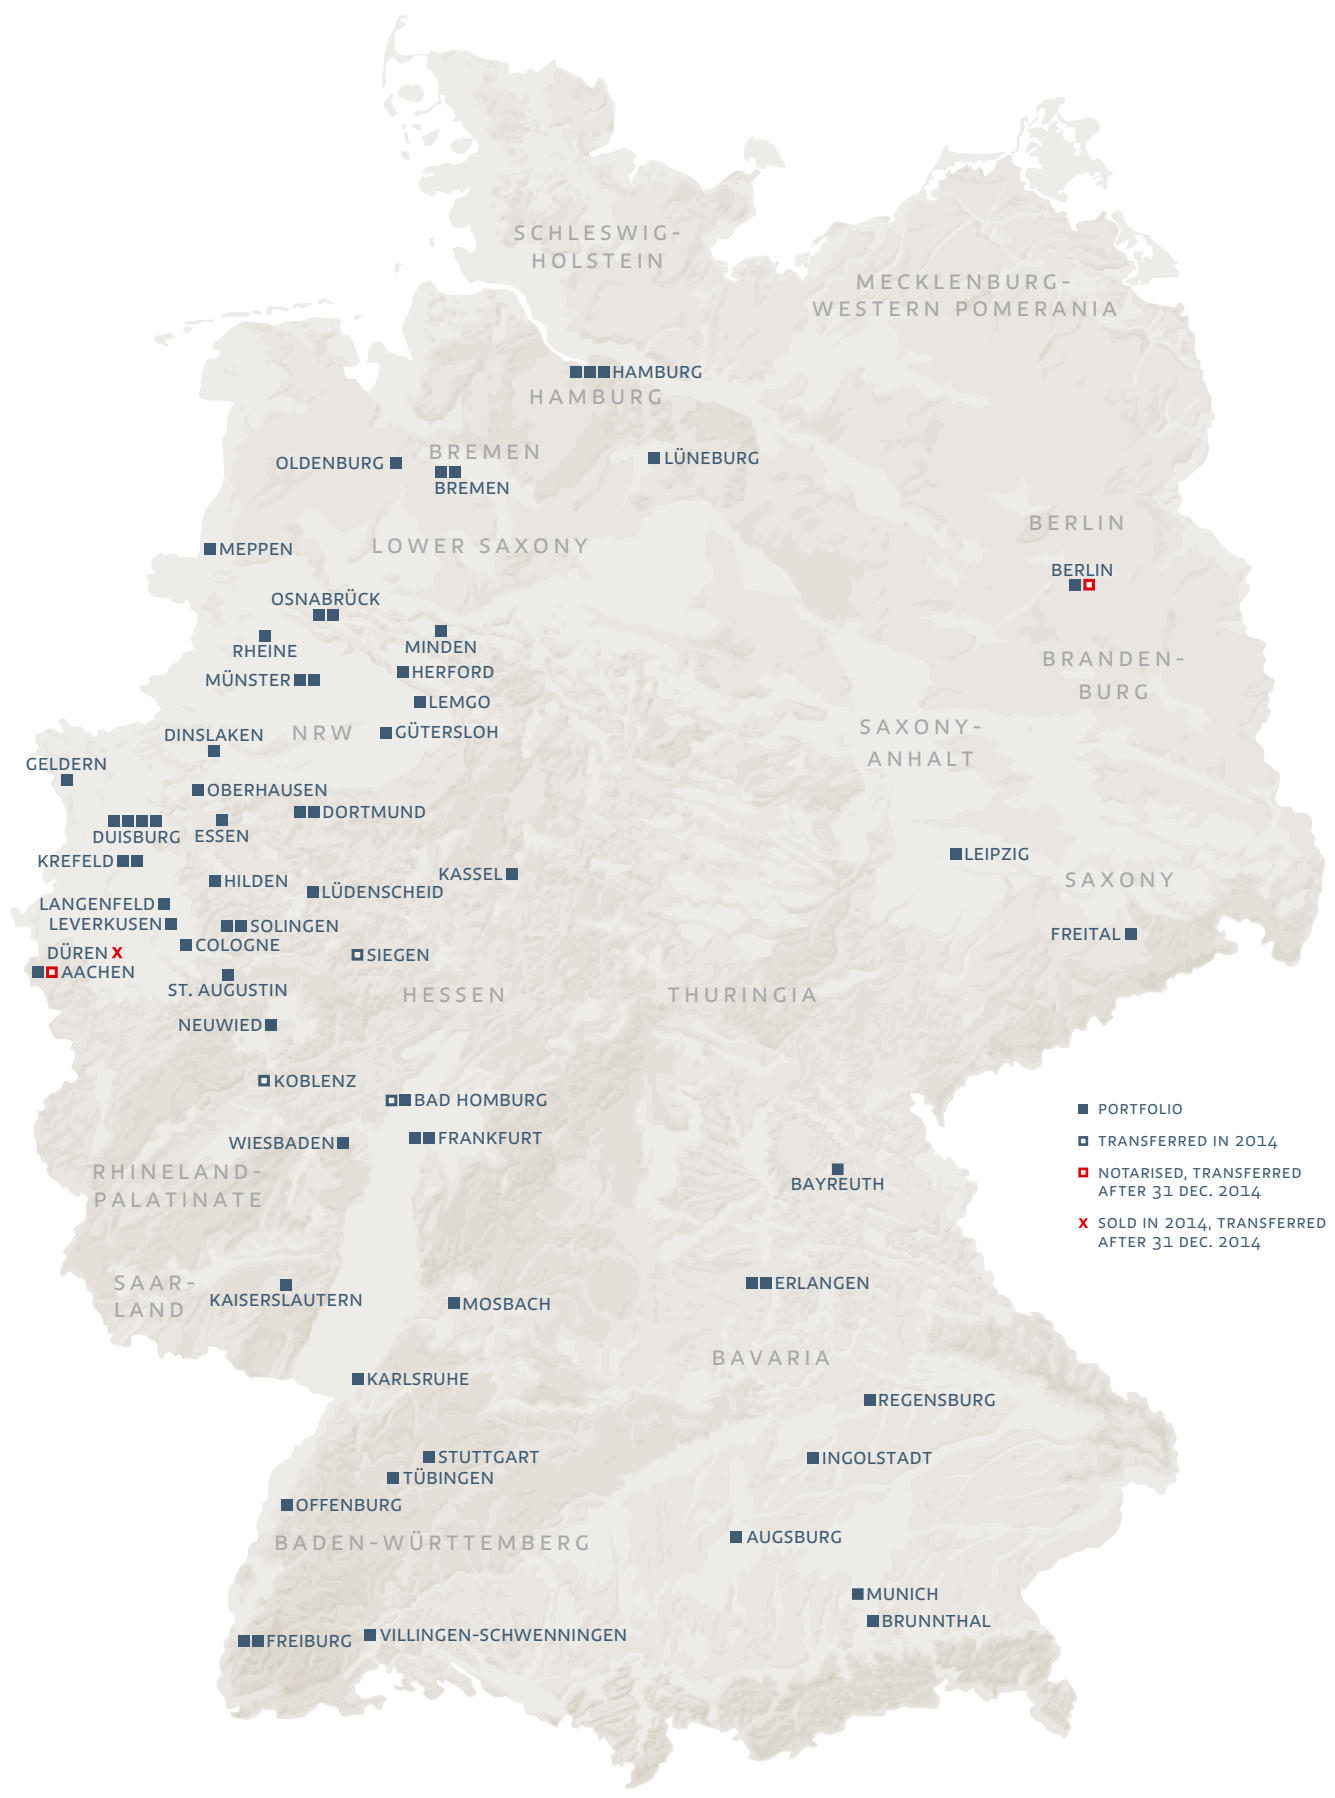 SCHLESWIG-
HOLSTEIN
MECKLENBURG-
WESTERN POMERANIA
HAMBURG
HAMBURG
BREMEN
OLDENBURG
LÜNEBURG
BREMEN
BERLIN
LOWER SAXONY
MEPPEN
BERLIN
OSNABRÜCK
RHEINE
MINDEN
BRANDEN-
BURG
HERFORD
MÜNSTER
LEMGO
SAXONY-
ANHALT
NRW
GÜTERSLOH
DINSLAKEN
GELDERN
OBERHAUSEN
DORTMUND
DUISBURG
ESSEN
KREFELD
LEIPZIG
KASSEL
HILDEN
SAXONY
LÜDENSCHEID
LANGENFELD
LEVERKUSEN
SOLINGEN
FREITAL
COLOGNE
DÜREN X
SIEGEN
AACHEN
ST. AUGUSTIN
HESSEN
THURINGIA
NEUWIED
KOBLENZ
BAD HOMBURG
PORTFOLIO
FRANKFURT
WIESBADEN
TRANSFERRED IN 2014
RHINELAND-
PALATINATE
NOTARISED, TRANSFERRED
AFTER 31 DEC. 2014
BAYREUTH
X SOLD IN 2014, TRANSFERRED
AFTER 31 DEC. 2014
SAAR-
LAND
ERLANGEN
KAISERSLAUTERN
MOSBACH
BAVARIA
KARLSRUHE
REGENSBURG
STUTTGART
INGOLSTADT
TÜBINGEN
OFFENBURG
AUGSBURG
BADEN-WÜRTTEMBERG
MUNICH
BRUNNTHAL
VILLINGEN-SCHWENNINGEN
FREIBURG